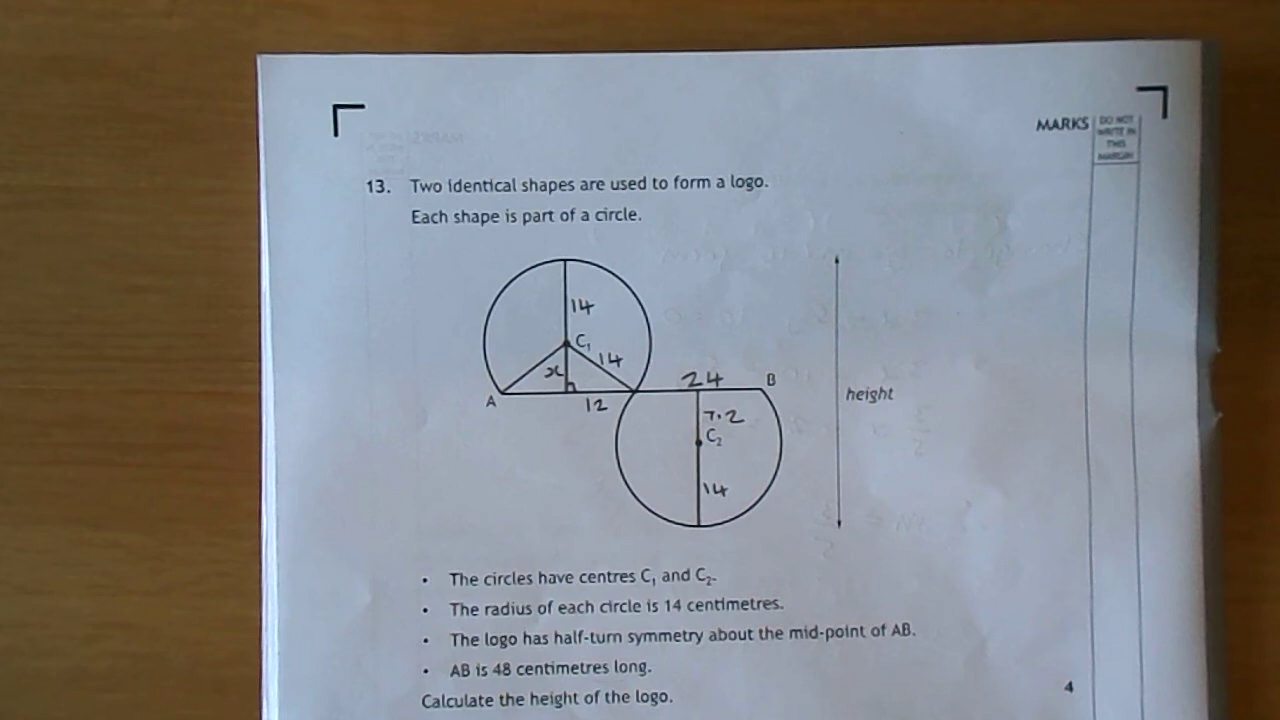 MARKS
DO NOT
WRITE IN
THIS
MARGIN
13. Two identical shapes are used to form a logo.
Each shape is part of a circle.
14
C₁
14
x
24
B
A
12
height
7.2
C₂
14
• The circles have centres C₁ and C₂.
• The radius of each circle is 14 centimetres.
• The logo has half-turn symmetry about the mid-point of AB.
• AB is 48 centimetres long.
Calculate the height of the logo.
4